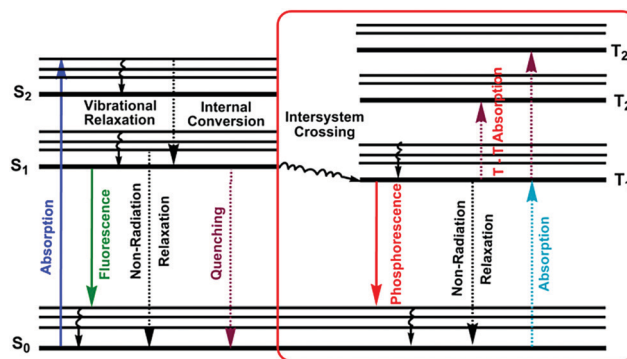 T2
S2
T2
Vibrational
Relaxation
Internal
Conversion
Intersystem
Crossing
T - T Absorption
S1
T
Absorption
Fluorescence
Non-Radiation
Relaxation
Quenching
Phosphorescence
Non-Radiation
Relaxation
Absorption
S0